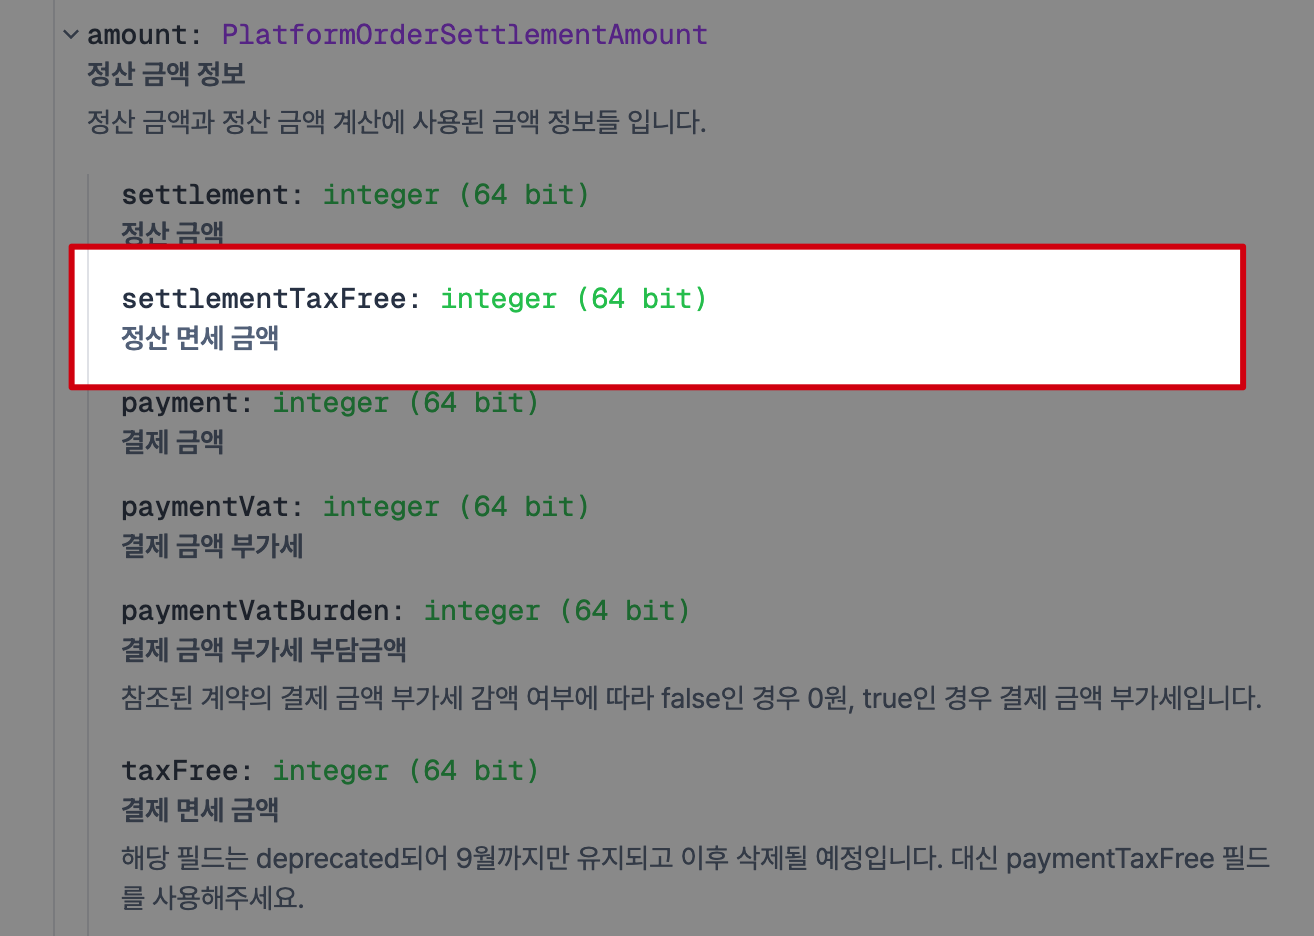 amount: PlatformOrderSettlementAmount
정산 금액 정보
정산 금액과 정산 금액 계산에 사용된 금액 정보들 입니다.
settlement: integer (64 bit)
정산 금액
settlementTaxFree: integer (64 bit)
정산 면세 금액
payment: integer (64 bit)
결제 금액
paymentVat: integer (64 bit)
결제 금액 부가세
paymentVatBurden: integer (64 bit)
결제 금액 부가세 부담금액
참조된 계약의 결제 금액 부가세 감액 여부에 따라 false인 경우 0원, true인 경우 결제 금액 부가세입니다.
taxFree: integer (64 bit)
결제 면세 금액
해당 필드는 deprecated되어 9월까지만 유지되고 이후 삭제될 예정입니다. 대신 paymentTaxFree 필드
를 사용해주세요.